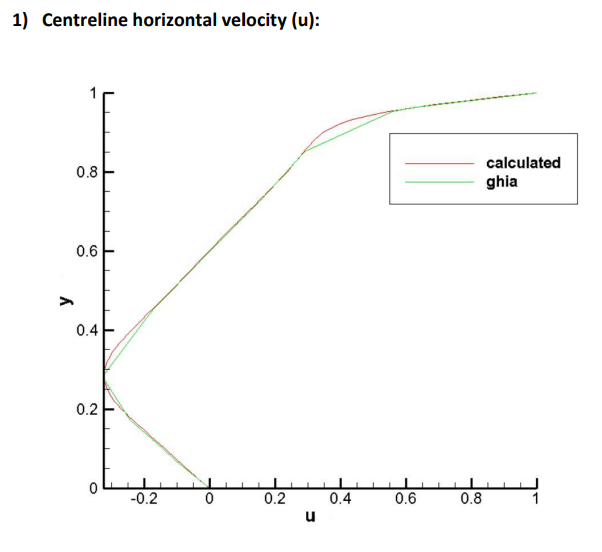 1) Centreline horizontal velocity (u):
1
calculated
ghia
0.8
0.6
y
0.4
0.2
0
-0.2 0 0.2 0.4 0.6 0.8 1
u